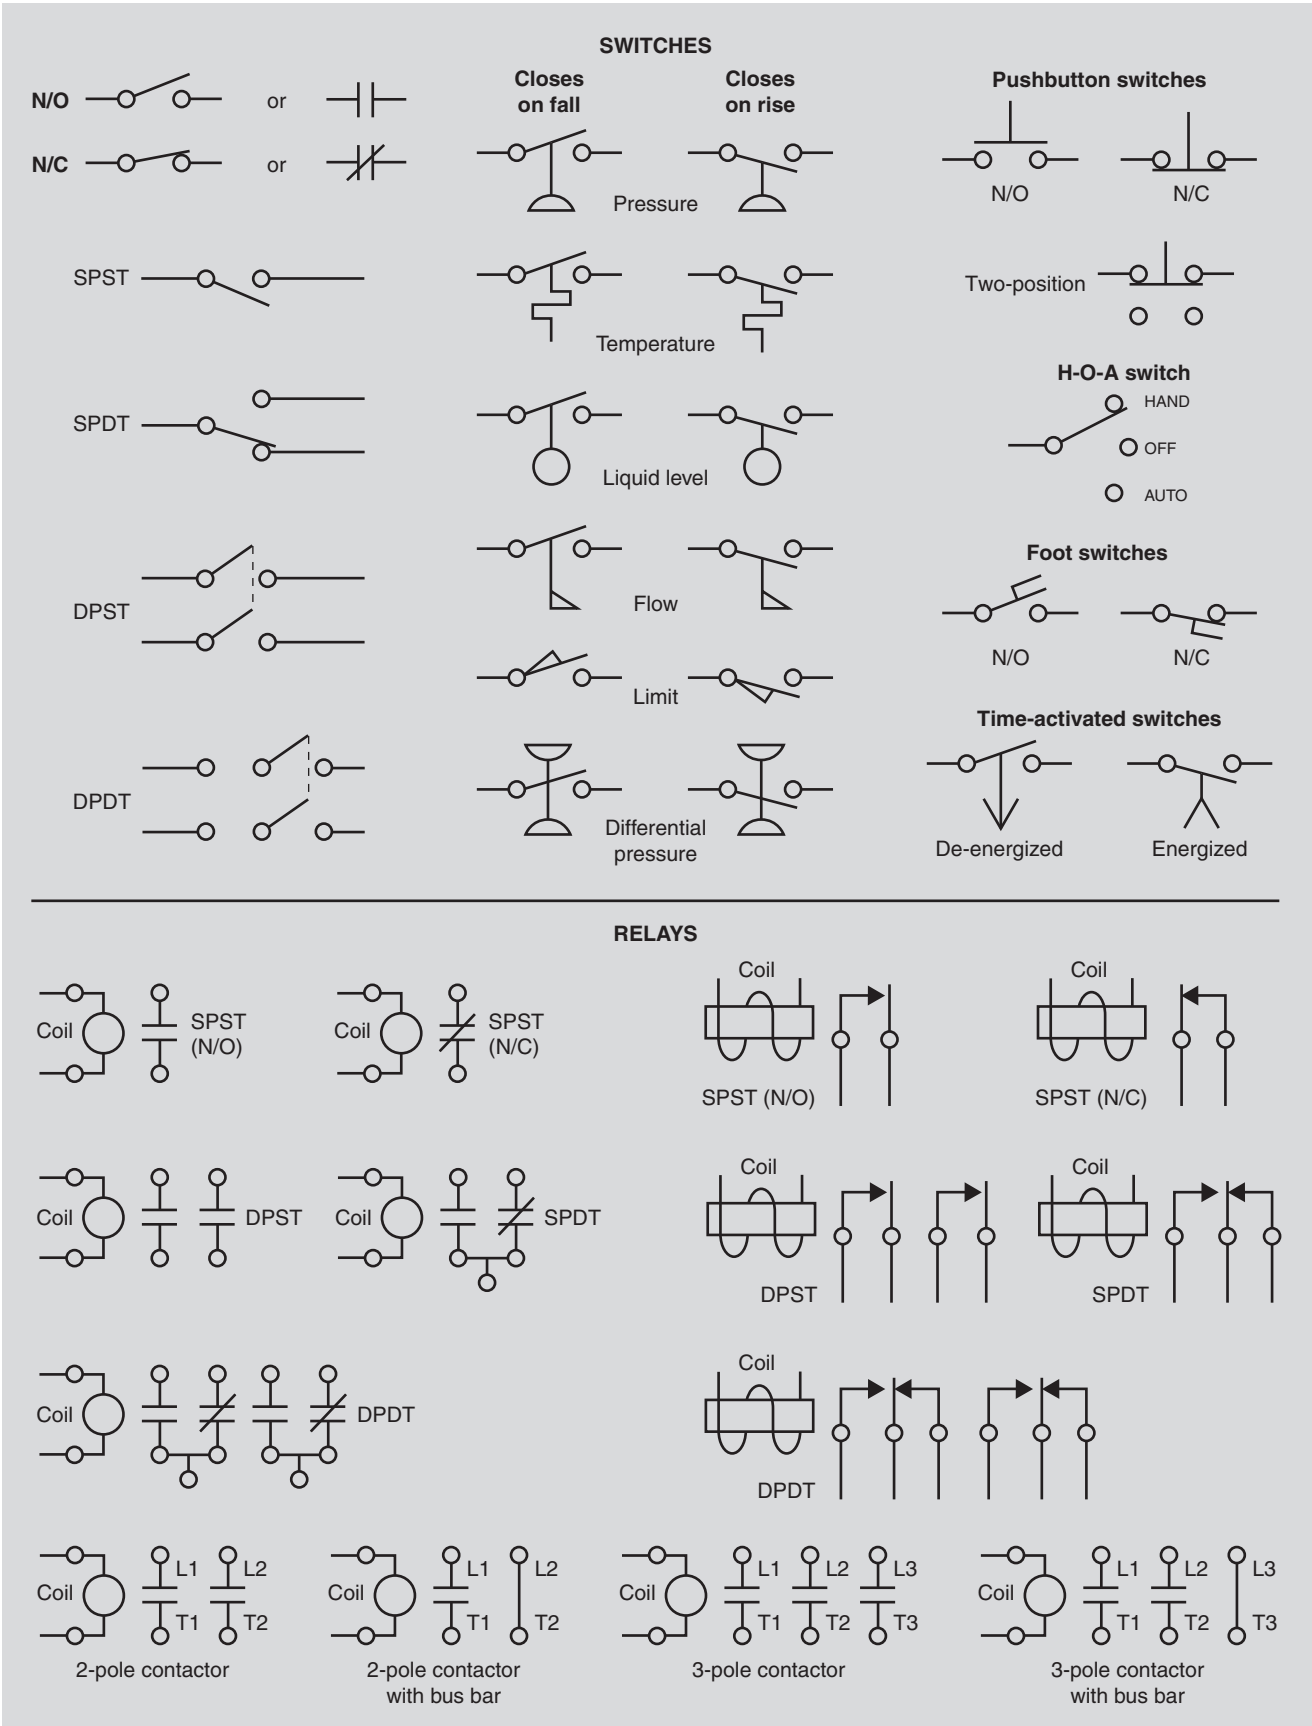 SWITCHES
N/O
or
N/C
or
SPST
SPDT
DPST
DPDT
Closes
on fall
Closes
on rise
Pressure
Temperature
Liquid level
Flow
Limit
Differential
pressure
Pushbutton switches
N/O
N/C
Two-position
H-O-A switch
HAND
OFF
AUTO
Foot switches
N/O
N/C
Time-activated switches
De-energized
Energized
RELAYS
Coil
SPST
(N/O)
Coil
SPST
(N/C)
Coil
SPST (N/O)
Coil
SPST (N/C)
Coil
DPST
Coil
SPDT
Coil
DPST
Coil
SPDT
Coil
DPDT
Coil
DPDT
Coil
L1
L2
T1
T2
2-pole contactor
Coil
L1
L2
T1
T2
2-pole contactor
with bus bar
Coil
L1
L2
L3
T1
T2
T3
3-pole contactor
Coil
L1
L2
L3
T1
T2
T3
3-pole contactor
with bus bar